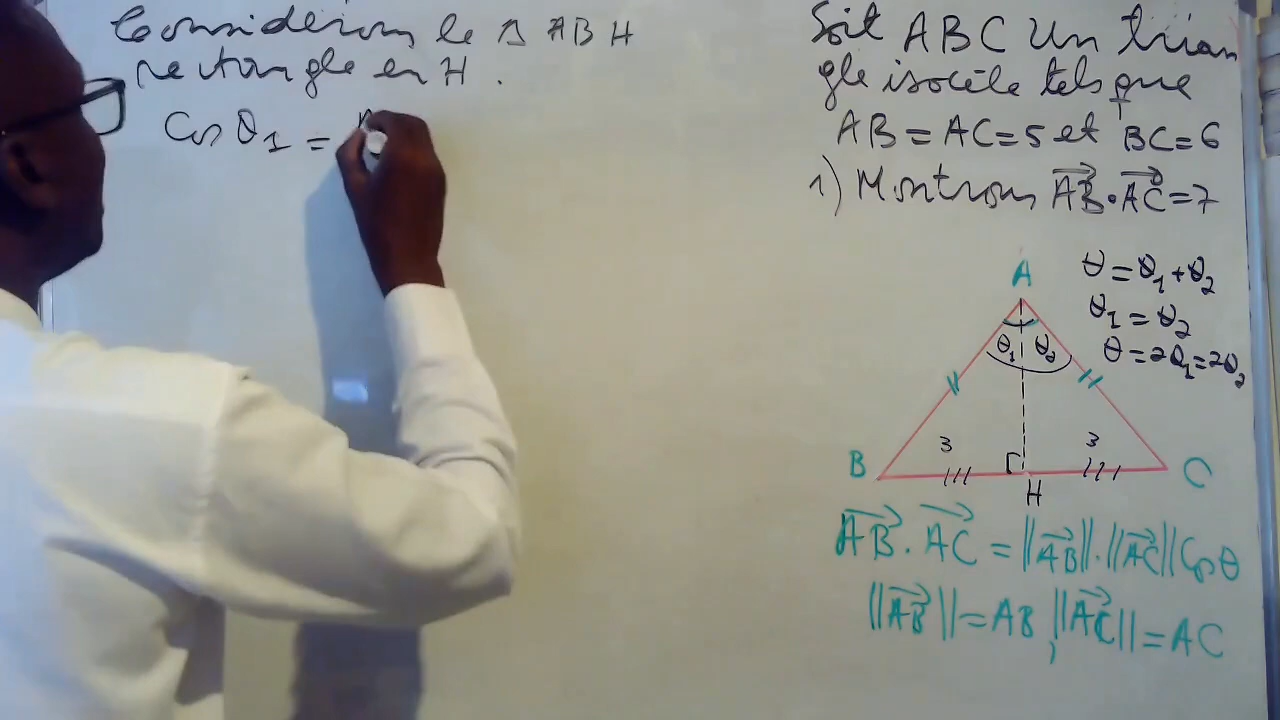 Considérons le △ ABH
rectangle en H.
Cos θ1 =
Soit ABC Un trian
gle isocèle tels que
AB = AC = 5 et BC = 6
1) Montrons AB→ • AC→ = 7
A
θ = θ1 + θ2
θ1 = θ2
θ = 2θ1 = 2θ2
θ1 θ2
3 3
B C
H
AB→ . AC→ = ||AB→|| . ||AC→|| Cos θ
||AB→|| = AB , ||AC→|| = AC